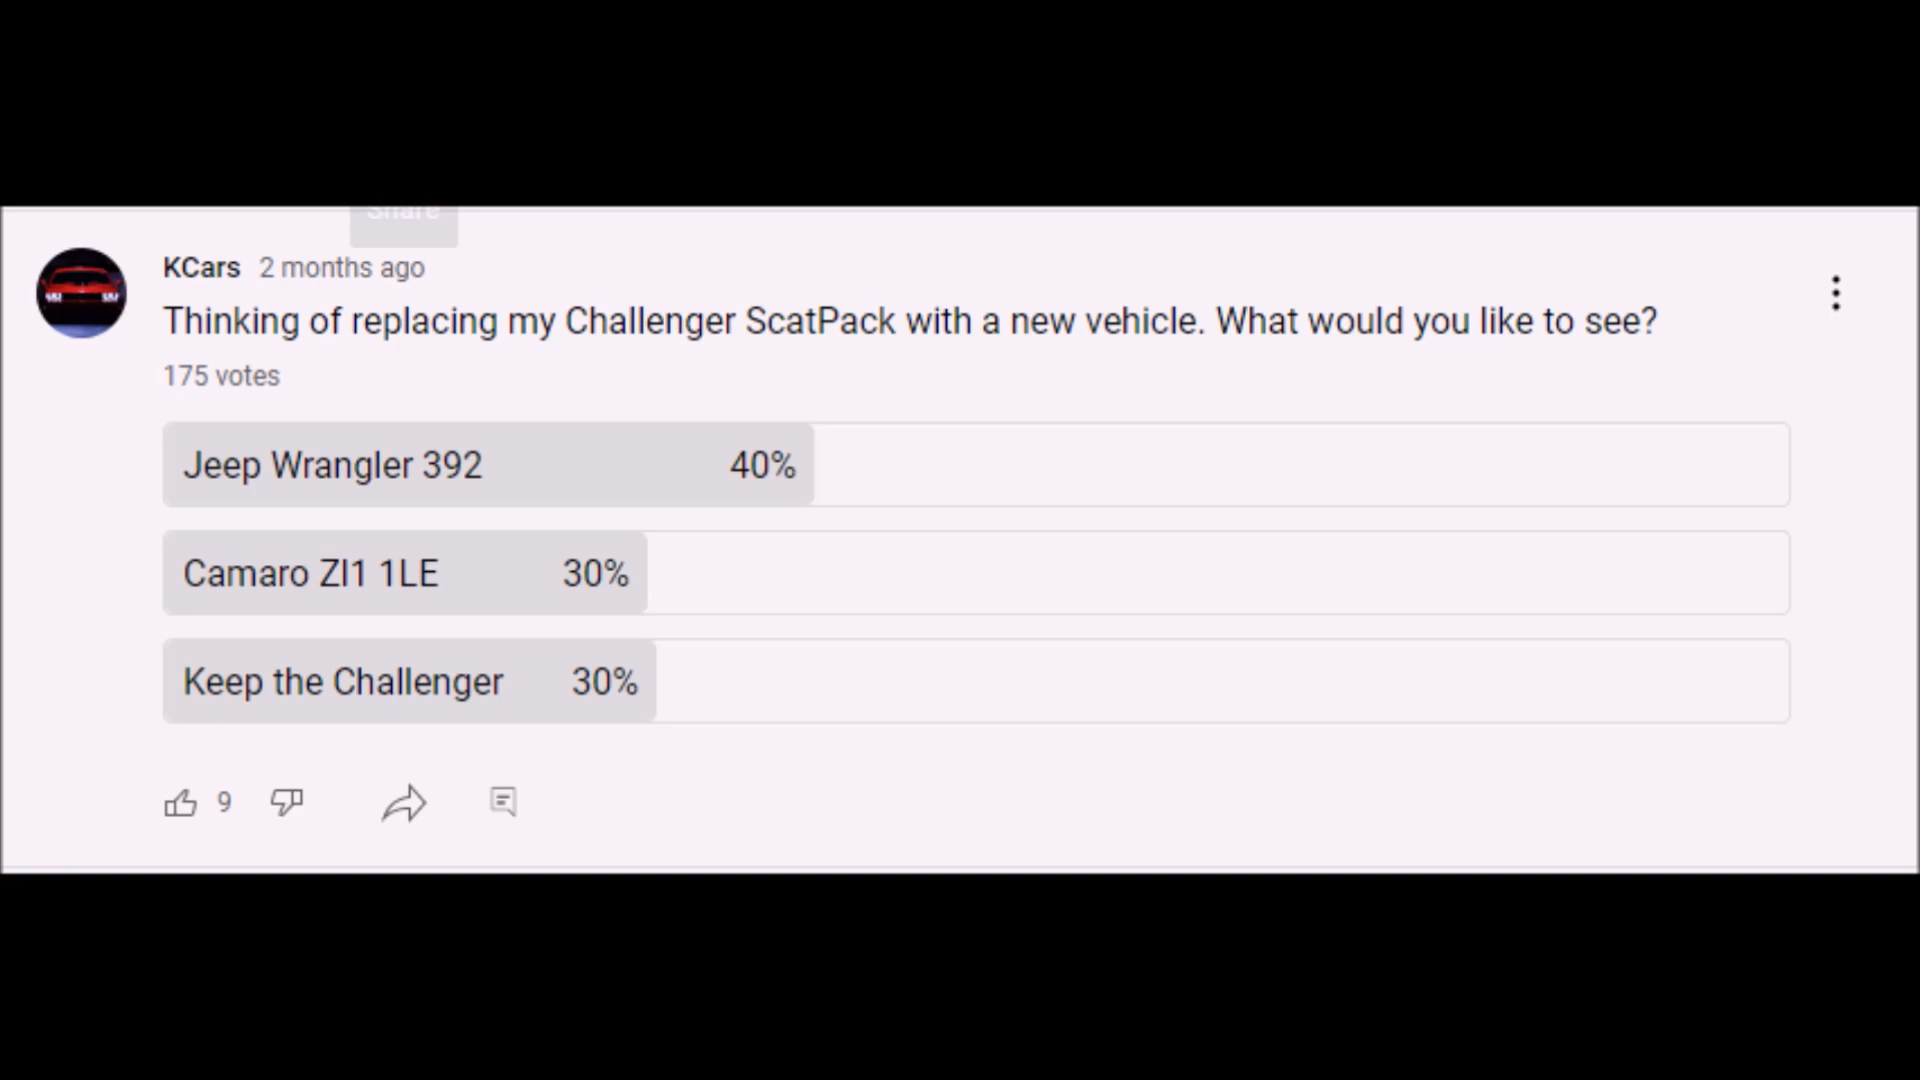 Share
KCars 2 months ago
Thinking of replacing my Challenger ScatPack with a new vehicle. What would you like to see?
175 votes
Jeep Wrangler 392 40%
Camaro Zl1 1LE 30%
Keep the Challenger 30%
9